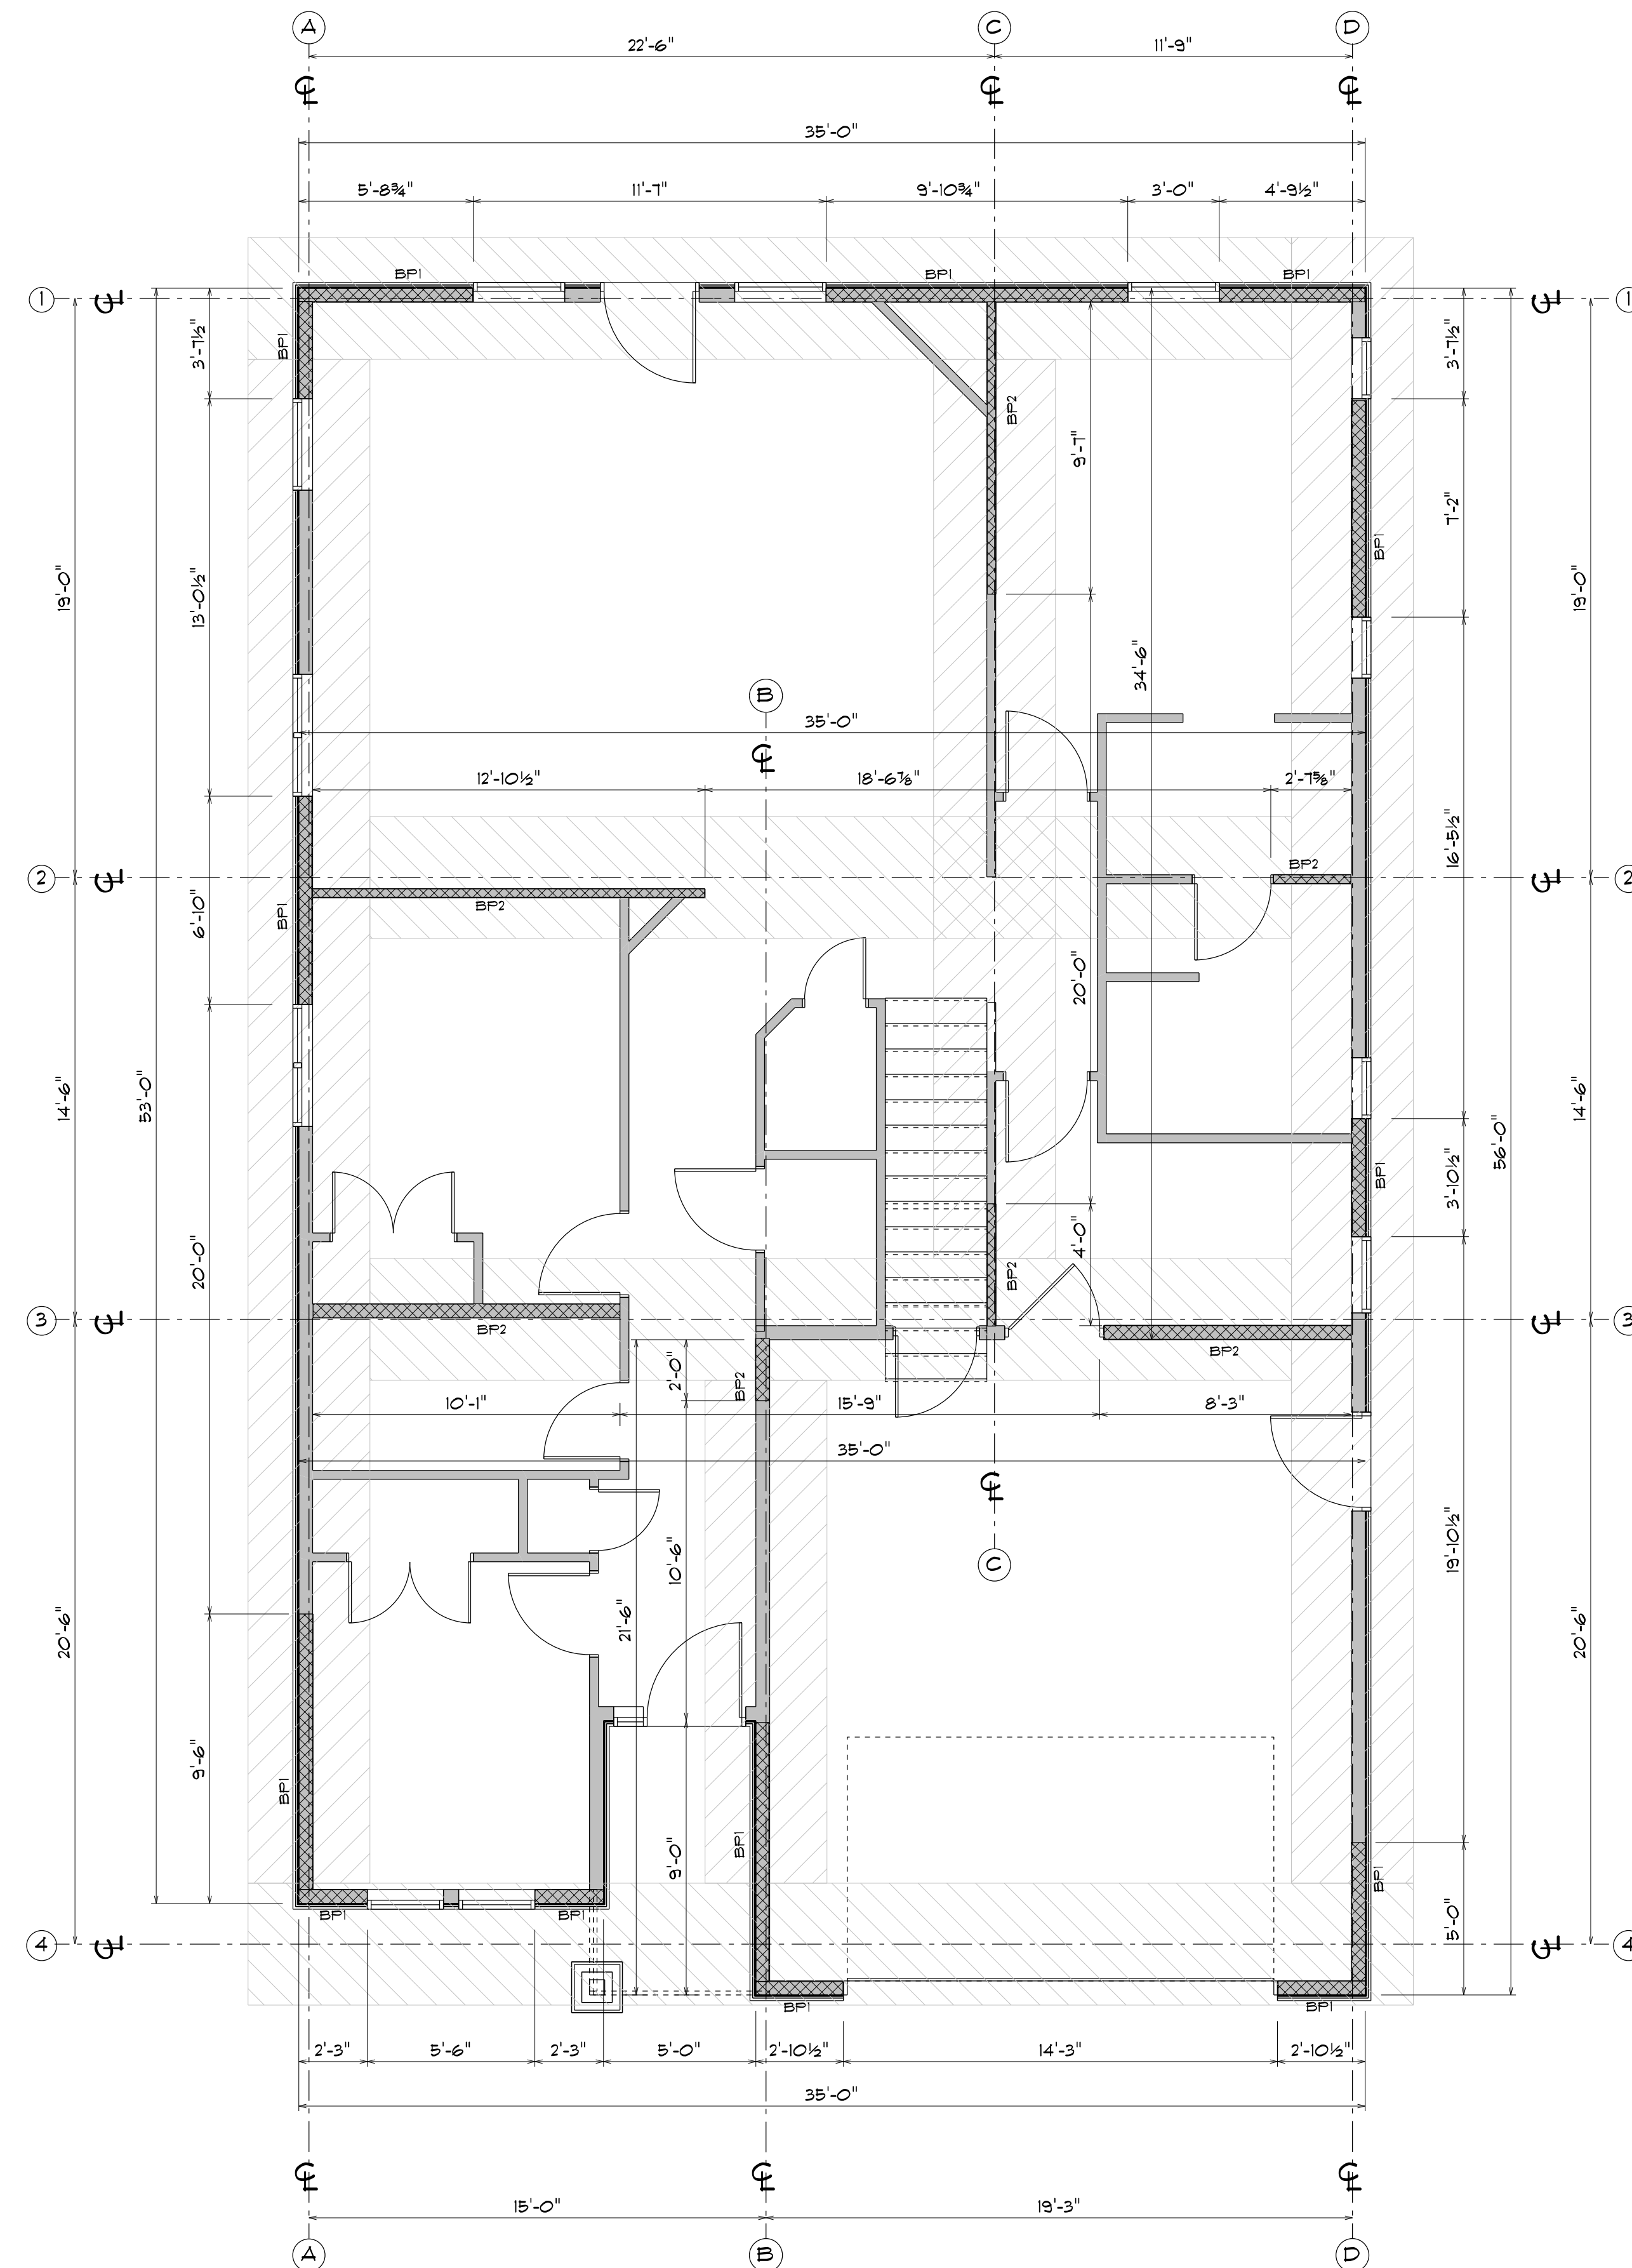 A C D
22'-6" 11'-9"
℄ ℄ ℄
35'-0"
5'-8¾" 11'-7" 9'-10¾" 3'-0" 4'-9½"
BP1 BP1 BP1
1 ℄ ℄ 1
3'-7½" BP1 3'-7½"
BP2
9'-7"
7'-2"
BP1
19'-0" 13'-0½" 19'-0"
34'-6"
B
35'-0"
℄
12'-10½" 18'-6⅞" 2'-7⅝"
16'-5½"
BP2
2 ℄ ℄ 2
6'-10" BP1 BP2
20'-0"
14'-6" 53'-0" 14'-6"
56'-0"
3'-10½" BP1
20'-0" 4'-0"
BP2
3 ℄ ℄ 3
BP2 BP2
2'-0" BP2
10'-1" 15'-9" 8'-3"
35'-0"
℄
10'-6" 19'-10½"
C
20'-6" 21'-6" 20'-6"
9'-6" BP1
9'-0" BP1
BP1 5'-0"
BP1 BP1
4 ℄ ℄ 4
BP1 BP1
2'-3" 5'-6" 2'-3" 5'-0" 2'-10½" 14'-3" 2'-10½"
35'-0"
℄ ℄ ℄
15'-0" 19'-3"
A B D